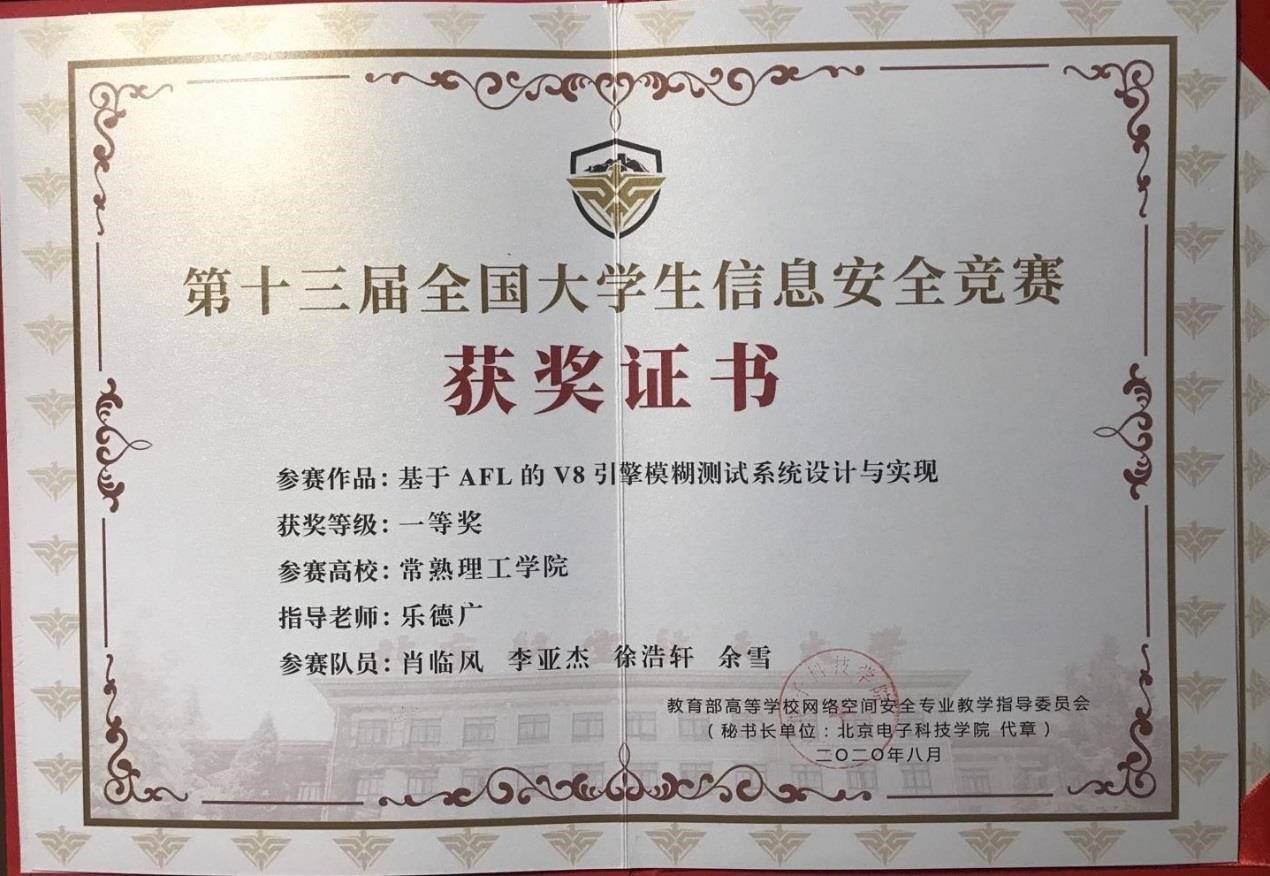 第十三届全国大学生信息安全竞赛
获奖证书
参赛作品：基于 AFL 的 V8 引擎模糊测试系统设计与实现
获奖等级：一等奖
参赛高校：常熟理工学院
指导老师：乐德广
参赛队员：肖临风 李亚杰 徐浩轩 余雪
教育部高等学校网络空间安全专业教学指导委员会
（秘书长单位：北京电子科技学院 代章）
二〇二〇年八月